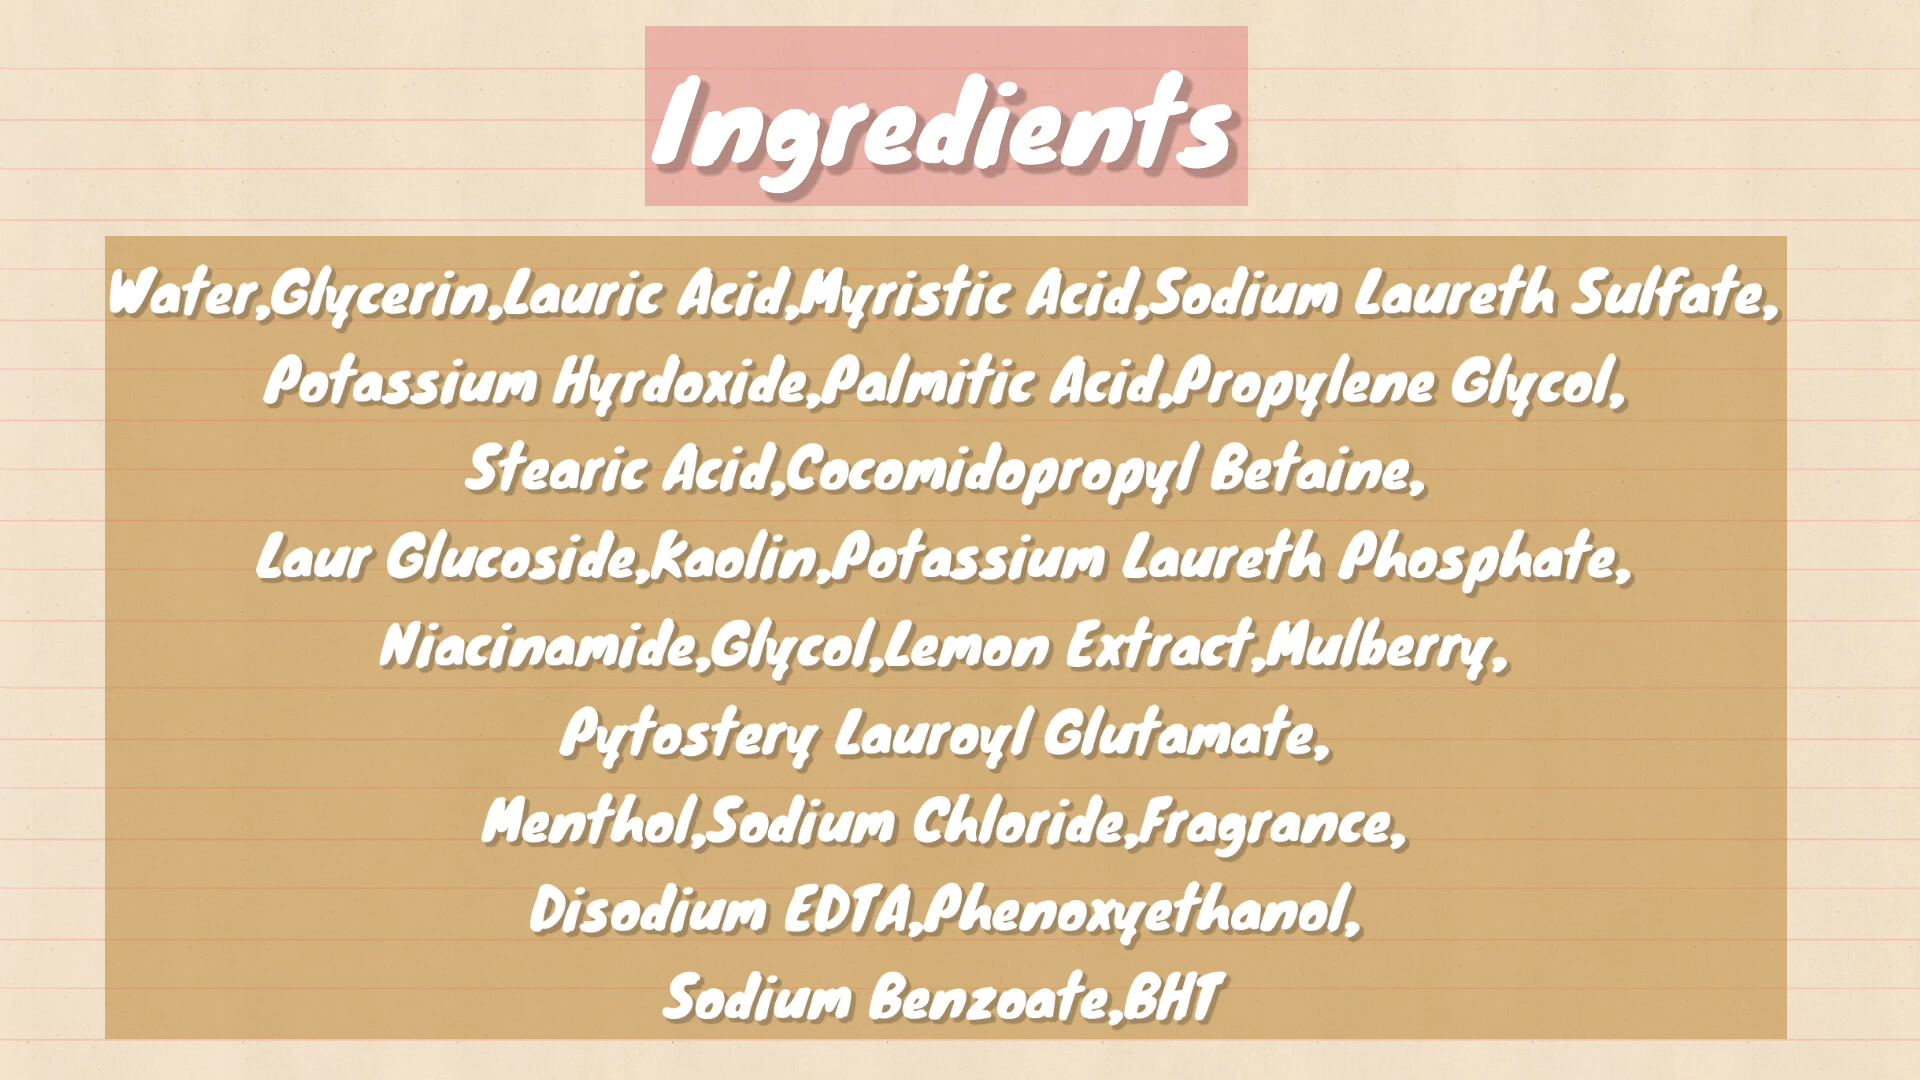 Ingredients
Water,Glycerin,Lauric Acid,Myristic Acid,Sodium Laureth Sulfate,
Potassium Hyrdoxide,Palmitic Acid,Propylene Glycol,
Stearic Acid,Cocomidopropyl Betaine,
Laur Glucoside,Kaolin,Potassium Laureth Phosphate,
Niacinamide,Glycol,Lemon Extract,Mulberry,
Pytostery Lauroyl Glutamate,
Menthol,Sodium Chloride,Fragrance,
Disodium EDTA,Phenoxyethanol,
Sodium Benzoate,BHT